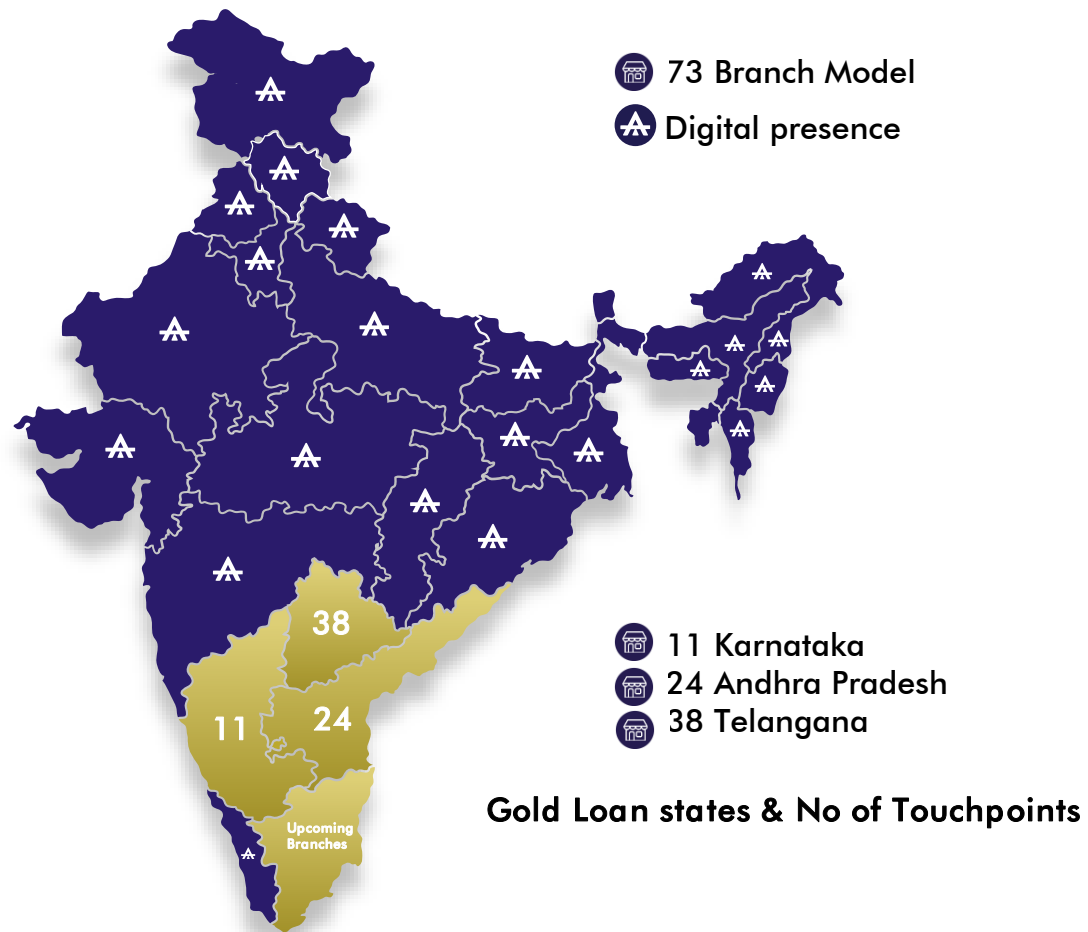 73 Branch Model
Digital presence
38
11
24
Upcoming
Branches
11 Karnataka
24 Andhra Pradesh
38 Telangana
Gold Loan states & No of Touchpoints